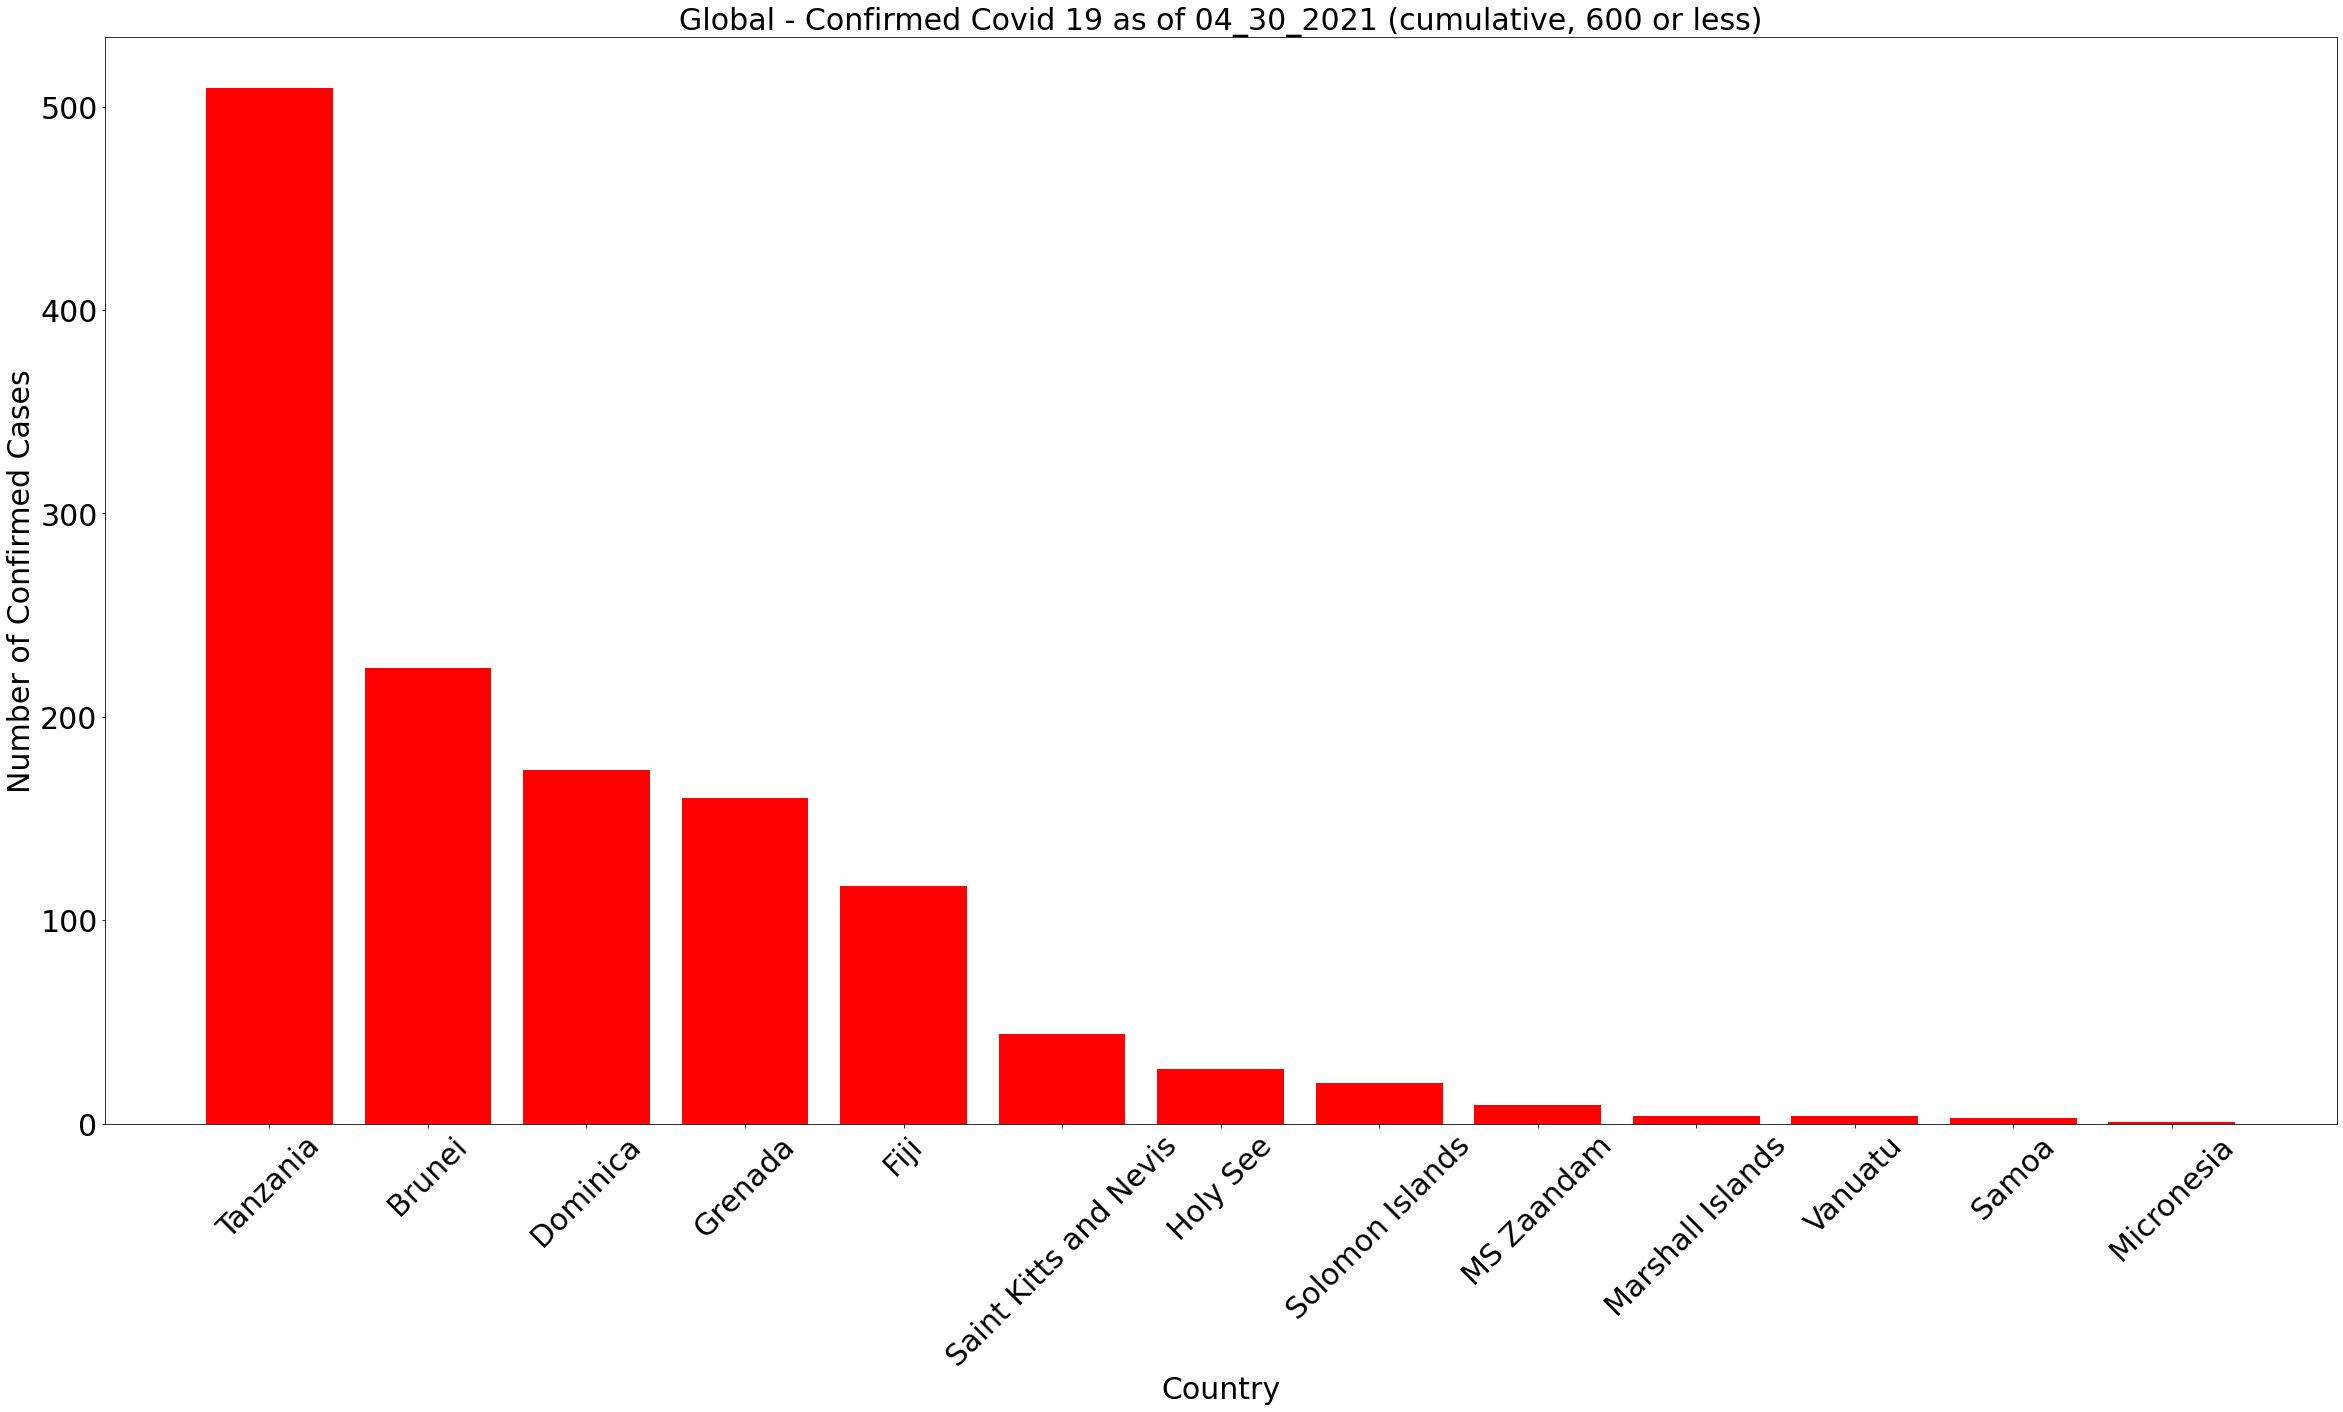 Global - Confirmed Covid 19 as of 04_30_2021 (cumulative, 600 or less)
Number of Confirmed Cases
500
400
300
200
100
0
Tanzania
Brunei
Dominica
Grenada
Fiji
Saint Kitts and Nevis
Holy See
Solomon Islands
MS Zaandam
Marshall Islands
Vanuatu
Samoa
Micronesia
Country